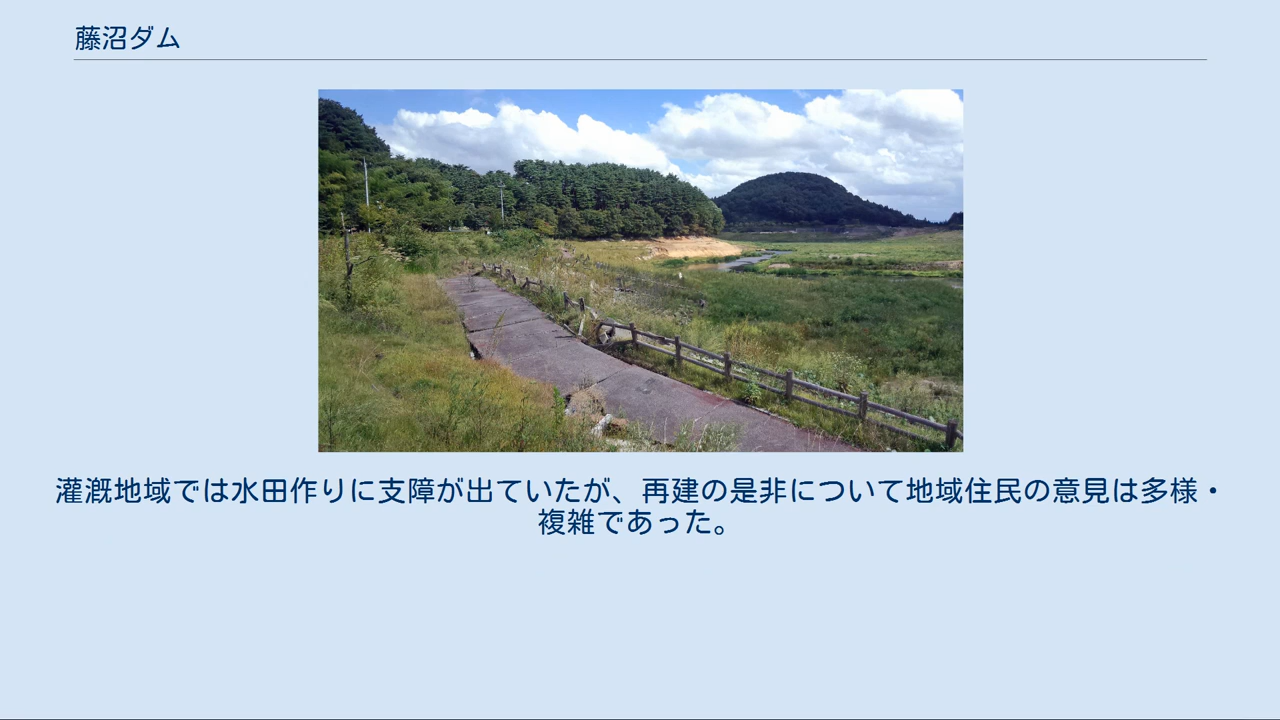 藤沼ダム
灌漑地域では水田作りに支障が出ていたが、再建の是非について地域住民の意見は多様・
複雑であった。